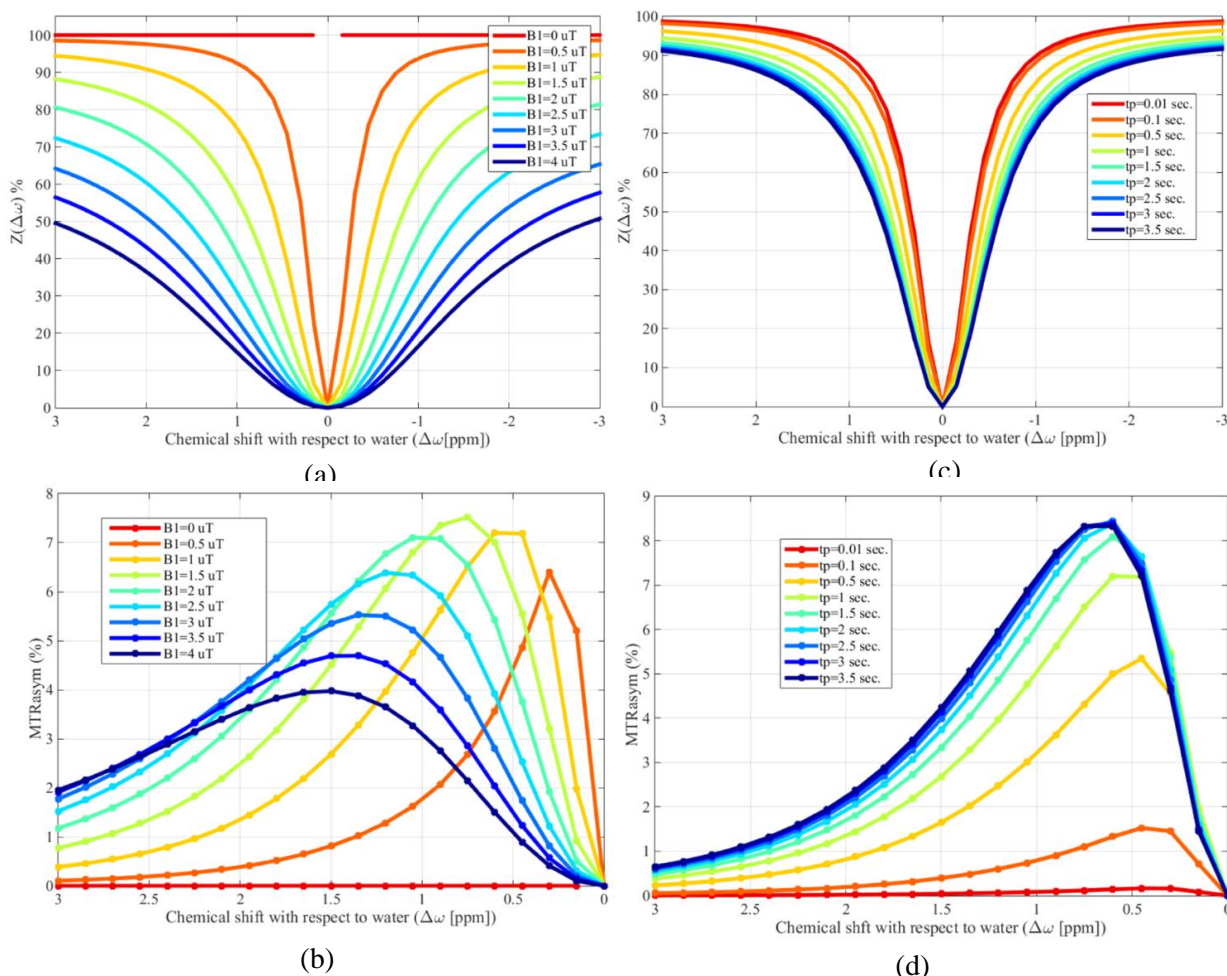 100
90
80
70
60
50
40
30
20
10
0
Z(Δω) %
B1=0 uT
B1=0.5 uT
B1=1 uT
B1=1.5 uT
B1=2 uT
B1=2.5 uT
B1=3 uT
B1=3.5 uT
B1=4 uT
3 2 1 0 -1 -2 -3
Chemical shift with respect to water (Δω[ppm])
(a)
100
90
80
70
60
50
40
30
20
10
0
Z(Δω) %
tp=0.01 sec.
tp=0.1 sec.
tp=0.5 sec.
tp=1 sec.
tp=1.5 sec.
tp=2 sec.
tp=2.5 sec.
tp=3 sec.
tp=3.5 sec.
3 2 1 0 -1 -2 -3
Chemical shift with respect to water (Δω [ppm])
(c)
8
7
6
5
4
3
2
1
0
MTRasym (%)
B1=0 uT
B1=0.5 uT
B1=1 uT
B1=1.5 uT
B1=2 uT
B1=2.5 uT
B1=3 uT
B1=3.5 uT
B1=4 uT
3 2.5 2 1.5 1 0.5 0
Chemical shift with respect to water (Δω [ppm])
(b)
9
8
7
6
5
4
3
2
1
0
MTRasym (%)
tp=0.01 sec.
tp=0.1 sec.
tp=0.5 sec.
tp=1 sec.
tp=1.5 sec.
tp=2 sec.
tp=2.5 sec.
tp=3 sec.
tp=3.5 sec.
3 2.5 2 1.5 1 0.5 0
Chemical shift with respect to water (Δω [ppm])
(d)